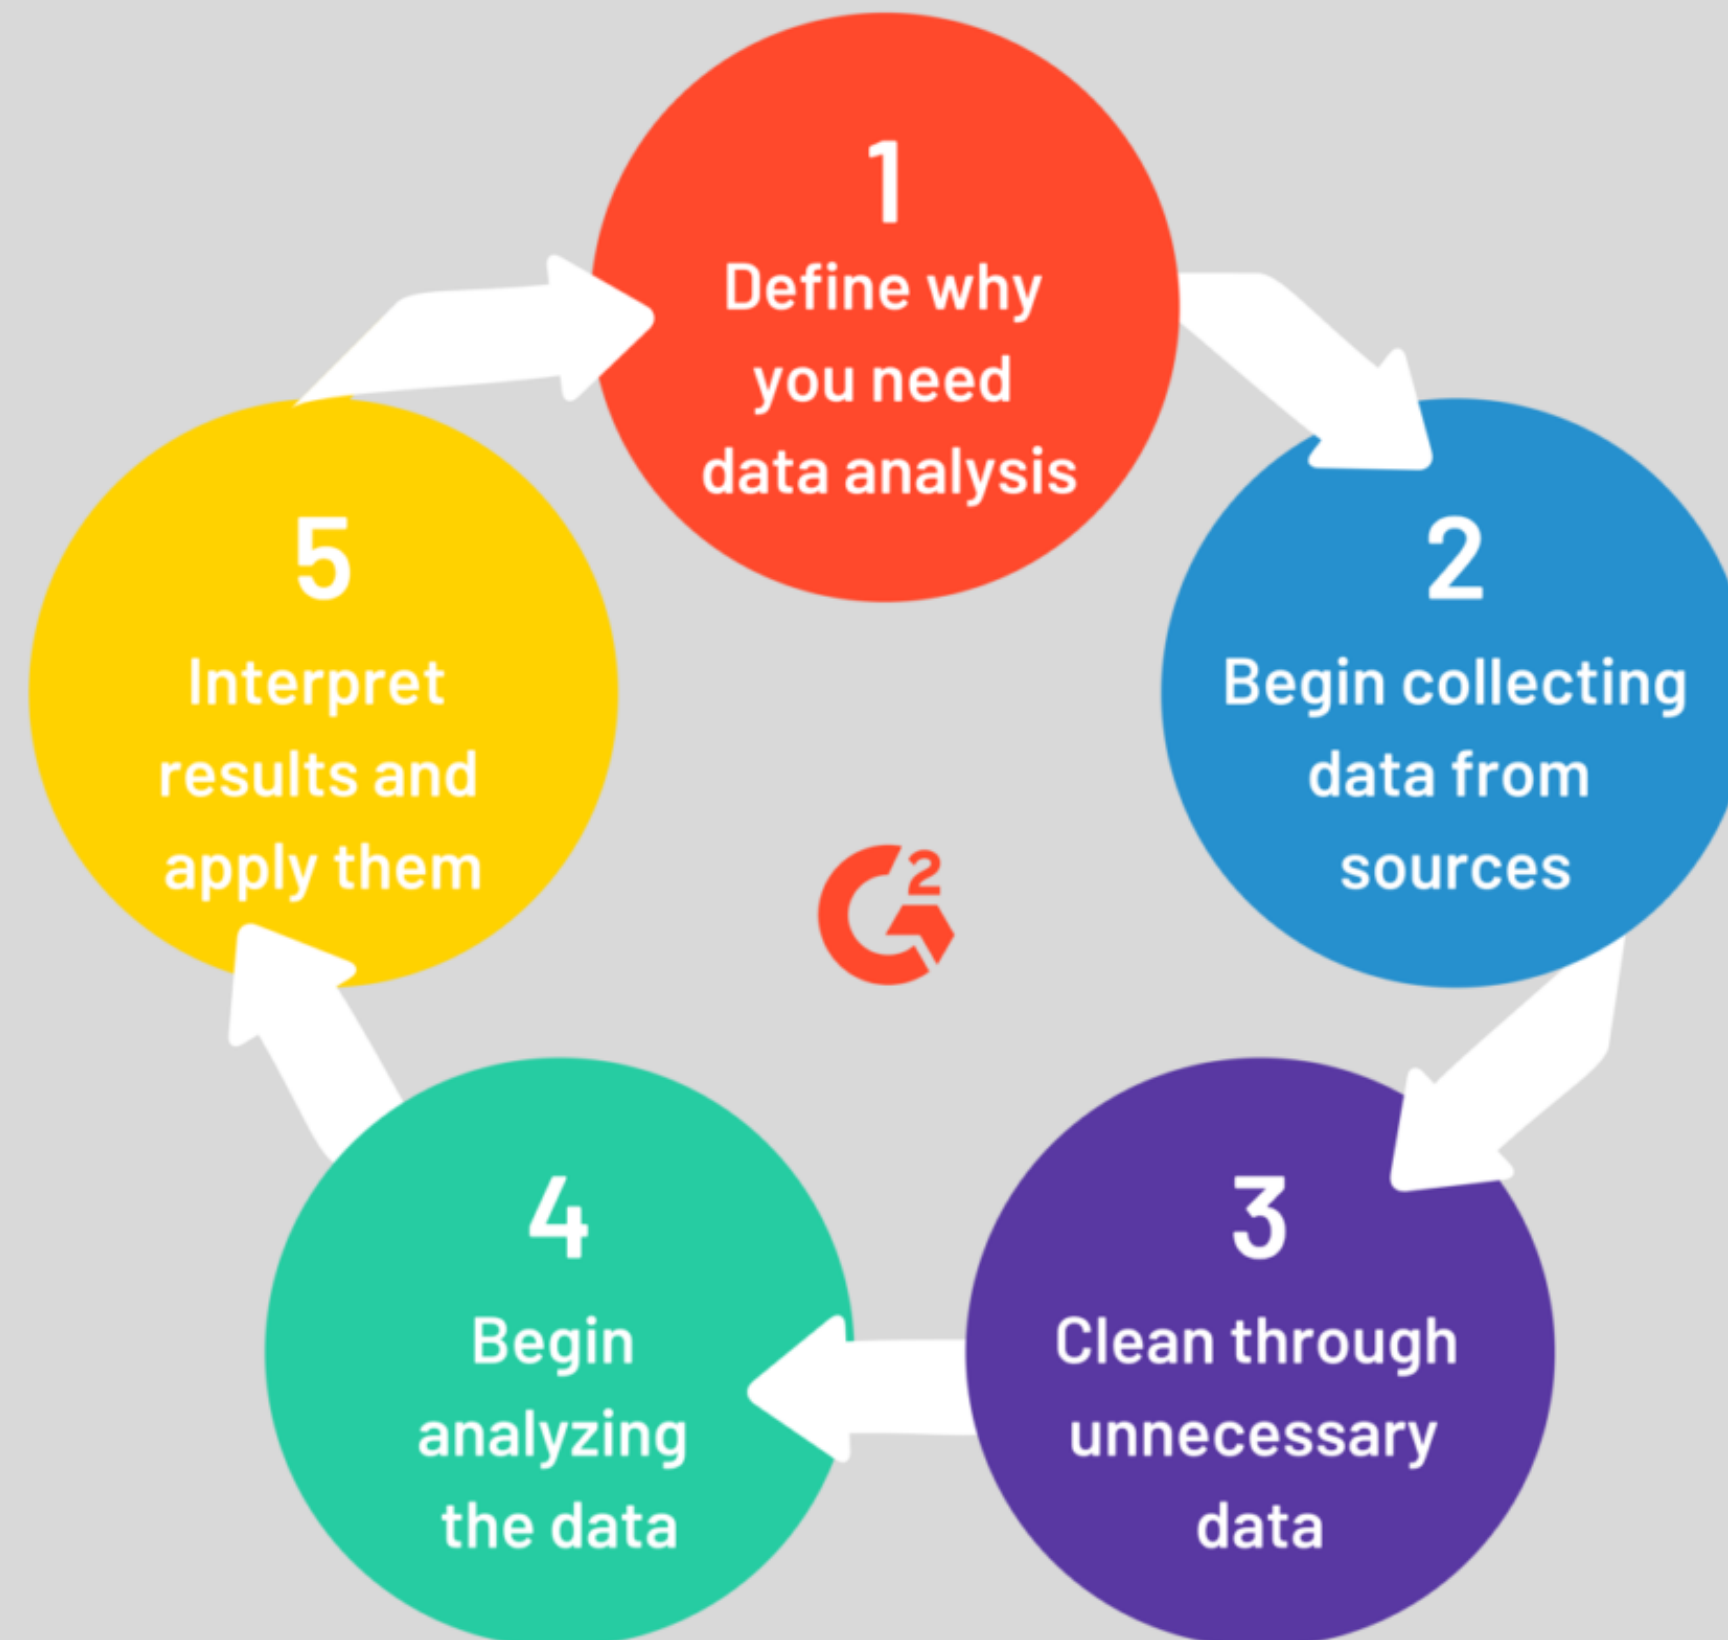 1
Define why
you need
data analysis
2
Begin collecting
data from
sources
3
Clean through
unnecessary
data
4
Begin
analyzing
the data
5
Interpret
results and
apply them
G2